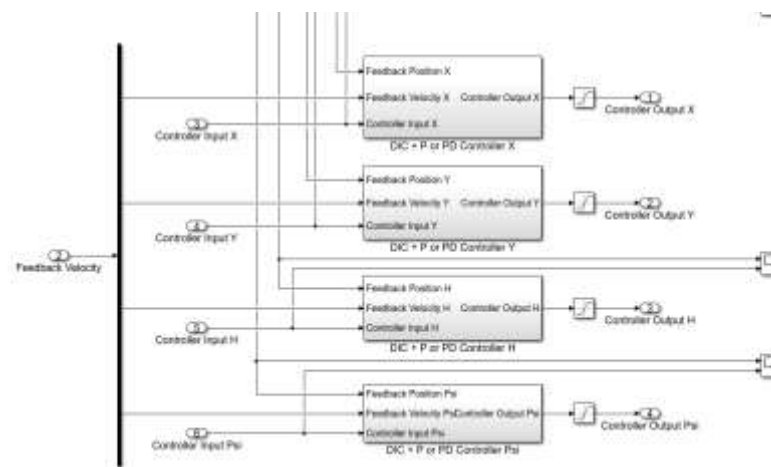 Feedback Position X
Feedback Velocity X Controller Output X
1
Controller Output X
3
Controller Input X
Controller Input X
DIC + P or PD Controller X
Feedback Position Y
Feedback Velocity Y Controller Output Y
2
Controller Output Y
4
Controller Input Y
Controller Input Y
DIC + P or PD Controller Y
2
Feedback Velocity
Feedback Position H
Feedback Velocity H Controller Output H
3
Controller Output H
5
Controller Input H
Controller Input H
DIC + P or PD Controller H
Feedback Position Psi
Feedback Velocity Psi Controller Output Psi
4
Controller Output Psi
6
Controller Input Psi
Controller Input Psi
DIC + P or PD Controller Psi